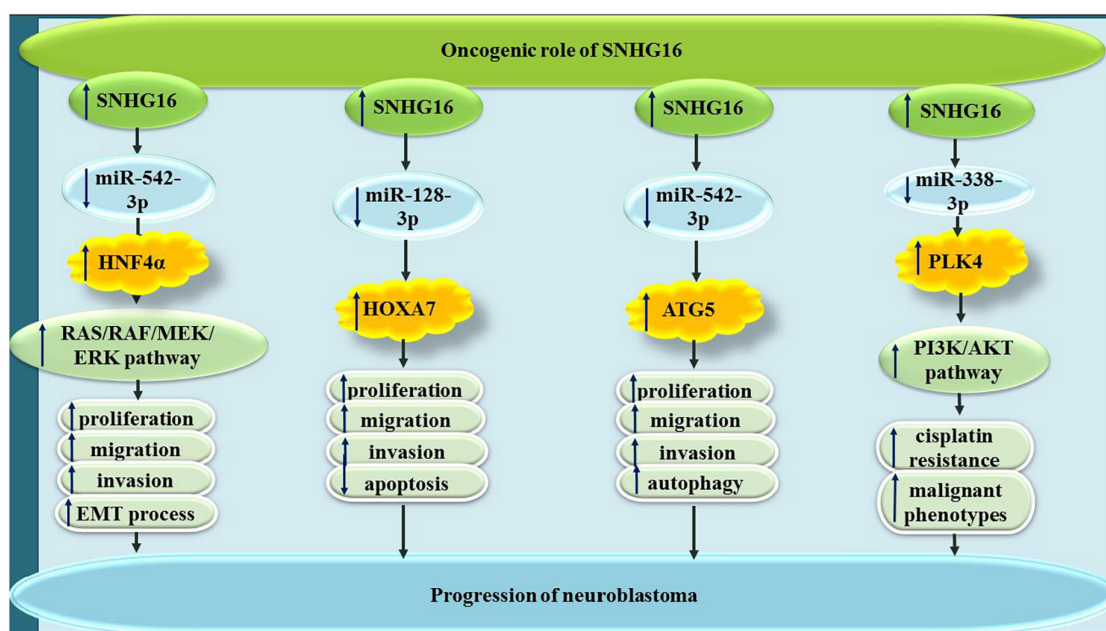 Oncogenic role of SNHG16
SNHG16
miR-542-
3p
HNF4α
RAS/RAF/MEK/
ERK pathway
proliferation
migration
invasion
EMT process
SNHG16
miR-128-
3p
HOXA7
proliferation
migration
invasion
apoptosis
SNHG16
miR-542-
3p
ATG5
proliferation
migration
invasion
autophagy
SNHG16
miR-338-
3p
PLK4
PI3K/AKT
pathway
cisplatin
resistance
malignant
phenotypes
Progression of neuroblastoma